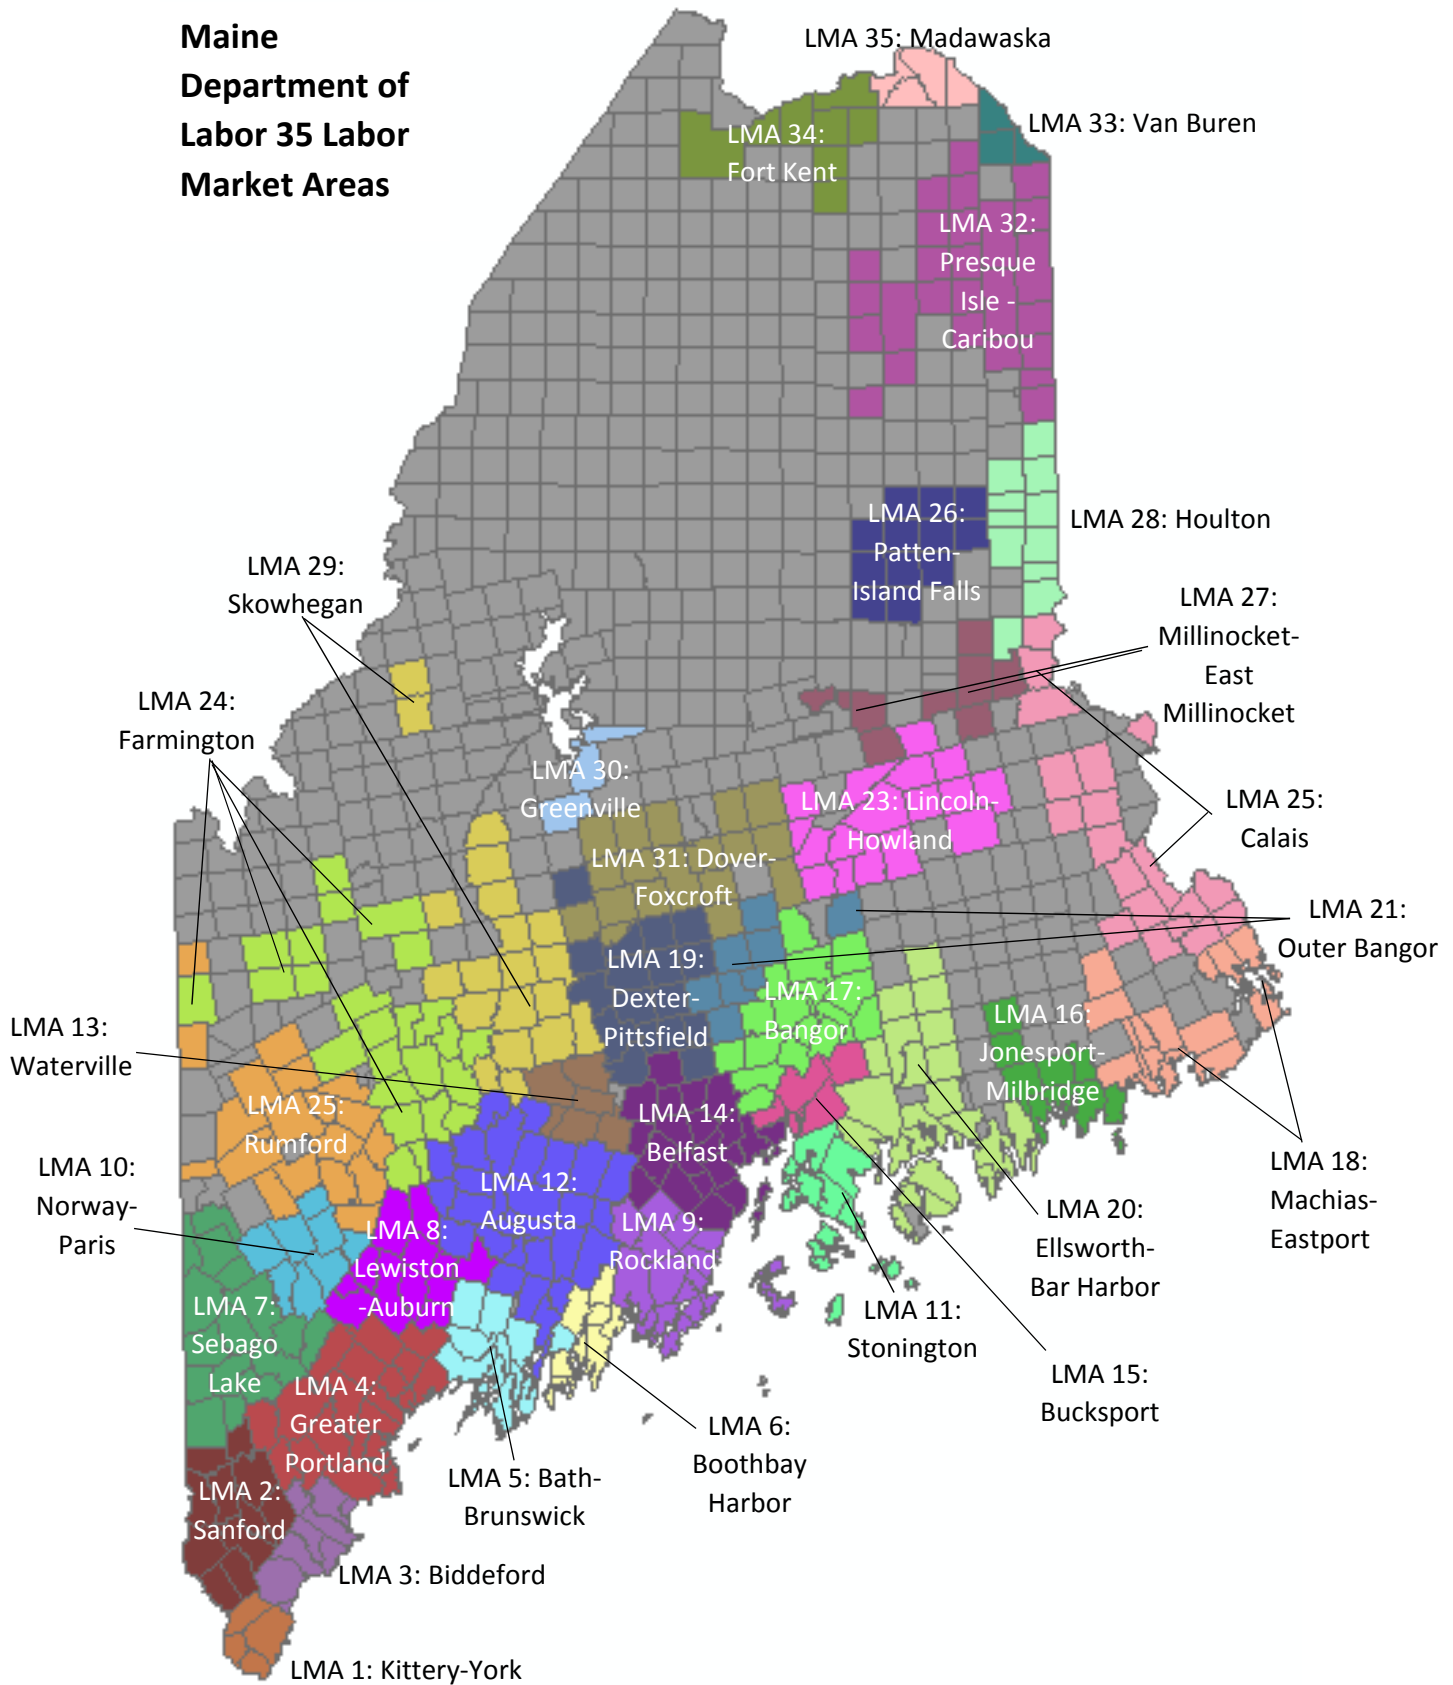 Maine
Department of
Labor 35 Labor
Market Areas
LMA 35: Madawaska
LMA 33: Van Buren
LMA 34:
Fort Kent
LMA 32:
Presque
Isle -
Caribou
LMA 26:
Patten-
Island Falls
LMA 28: Houlton
LMA 29:
Skowhegan
LMA 27:
Millinocket-
East
Millinocket
LMA 24:
Farmington
LMA 30:
Greenville
LMA 23: Lincoln-
Howland
LMA 25:
Calais
LMA 31: Dover-
Foxcroft
LMA 21:
Outer Bangor
LMA 19:
Dexter-
Pittsfield
LMA 17:
Bangor
LMA 16:
Jonesport-
Milbridge
LMA 13:
Waterville
LMA 25:
Rumford
LMA 14:
Belfast
LMA 10:
Norway-
Paris
LMA 12:
Augusta
LMA 18:
Machias-
Eastport
LMA 8:
Lewiston
-Auburn
LMA 9:
Rockland
LMA 20:
Ellsworth-
Bar Harbor
LMA 7:
Sebago
Lake
LMA 11:
Stonington
LMA 15:
Bucksport
LMA 4:
Greater
Portland
LMA 6:
Boothbay
Harbor
LMA 5: Bath-
Brunswick
LMA 2:
Sanford
LMA 3: Biddeford
LMA 1: Kittery-York